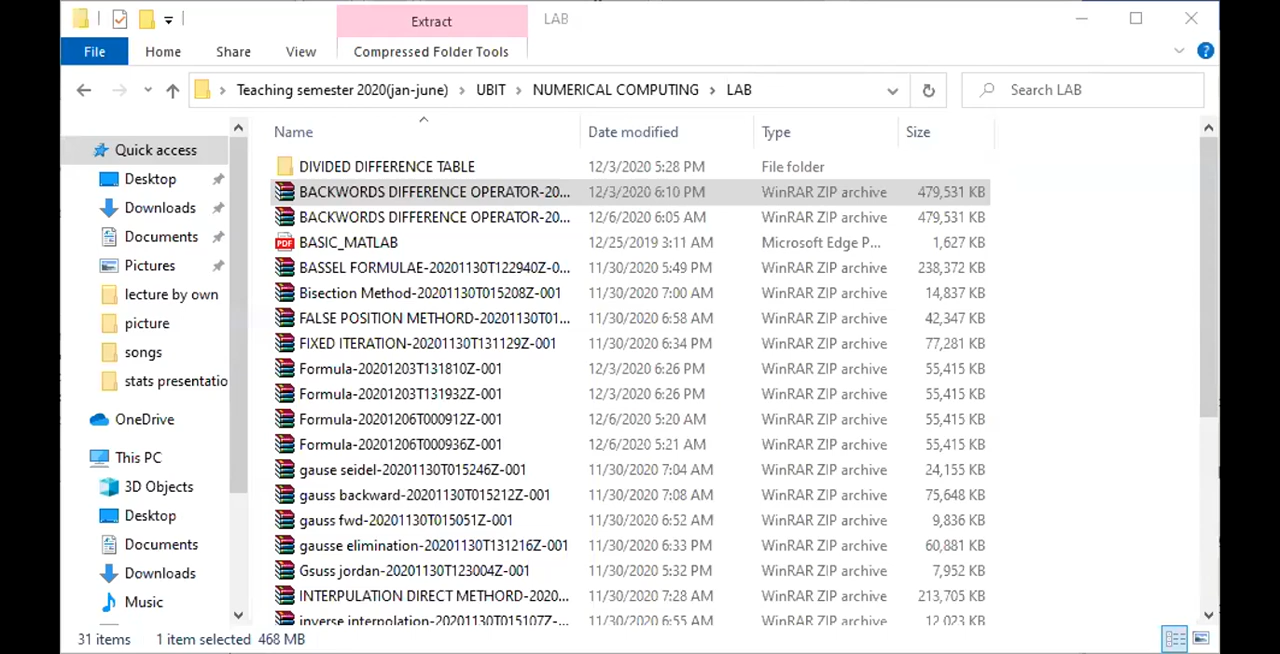 Extract
LAB
File
Home
Share
View
Compressed Folder Tools
Teaching semester 2020(jan-june) > UBIT > NUMERICAL COMPUTING > LAB
Search LAB
Name
Date modified
Type
Size
Quick access
Desktop
Downloads
Documents
Pictures
lecture by own
picture
songs
stats presentatio
OneDrive
This PC
3D Objects
Desktop
Documents
Downloads
Music
DIVIDED DIFFERENCE TABLE 12/3/2020 5:28 PM File folder
BACKWORDS DIFFERENCE OPERATOR-20... 12/3/2020 6:10 PM WinRAR ZIP archive 479,531 KB
BACKWORDS DIFFERENCE OPERATOR-20... 12/6/2020 6:05 AM WinRAR ZIP archive 479,531 KB
PDF BASIC_MATLAB 12/25/2019 3:11 AM Microsoft Edge P... 1,627 KB
BASSEL FORMULAE-20201130T122940Z-0... 11/30/2020 5:49 PM WinRAR ZIP archive 238,372 KB
Bisection Method-20201130T015208Z-001 11/30/2020 7:00 AM WinRAR ZIP archive 14,837 KB
FALSE POSITION METHORD-20201130T01... 11/30/2020 6:58 AM WinRAR ZIP archive 42,347 KB
FIXED ITERATION-20201130T131129Z-001 11/30/2020 6:34 PM WinRAR ZIP archive 77,281 KB
Formula-20201203T131810Z-001 12/3/2020 6:26 PM WinRAR ZIP archive 55,415 KB
Formula-20201203T131932Z-001 12/3/2020 6:26 PM WinRAR ZIP archive 55,415 KB
Formula-20201206T000912Z-001 12/6/2020 5:20 AM WinRAR ZIP archive 55,415 KB
Formula-20201206T000936Z-001 12/6/2020 5:21 AM WinRAR ZIP archive 55,415 KB
gause seidel-20201130T015246Z-001 11/30/2020 7:04 AM WinRAR ZIP archive 24,155 KB
gauss backward-20201130T015212Z-001 11/30/2020 7:08 AM WinRAR ZIP archive 75,648 KB
gauss fwd-20201130T015051Z-001 11/30/2020 6:52 AM WinRAR ZIP archive 9,836 KB
gausse elimination-20201130T131216Z-001 11/30/2020 6:33 PM WinRAR ZIP archive 60,881 KB
Gsuss jordan-20201130T123004Z-001 11/30/2020 5:32 PM WinRAR ZIP archive 7,952 KB
INTERPULATION DIRECT METHORD-2020... 11/30/2020 7:28 AM WinRAR ZIP archive 213,705 KB
inverse interpolation-20201130T015107Z-... 11/30/2020 6:55 AM WinRAR ZIP archive 12,023 KB
31 items 1 item selected 468 MB